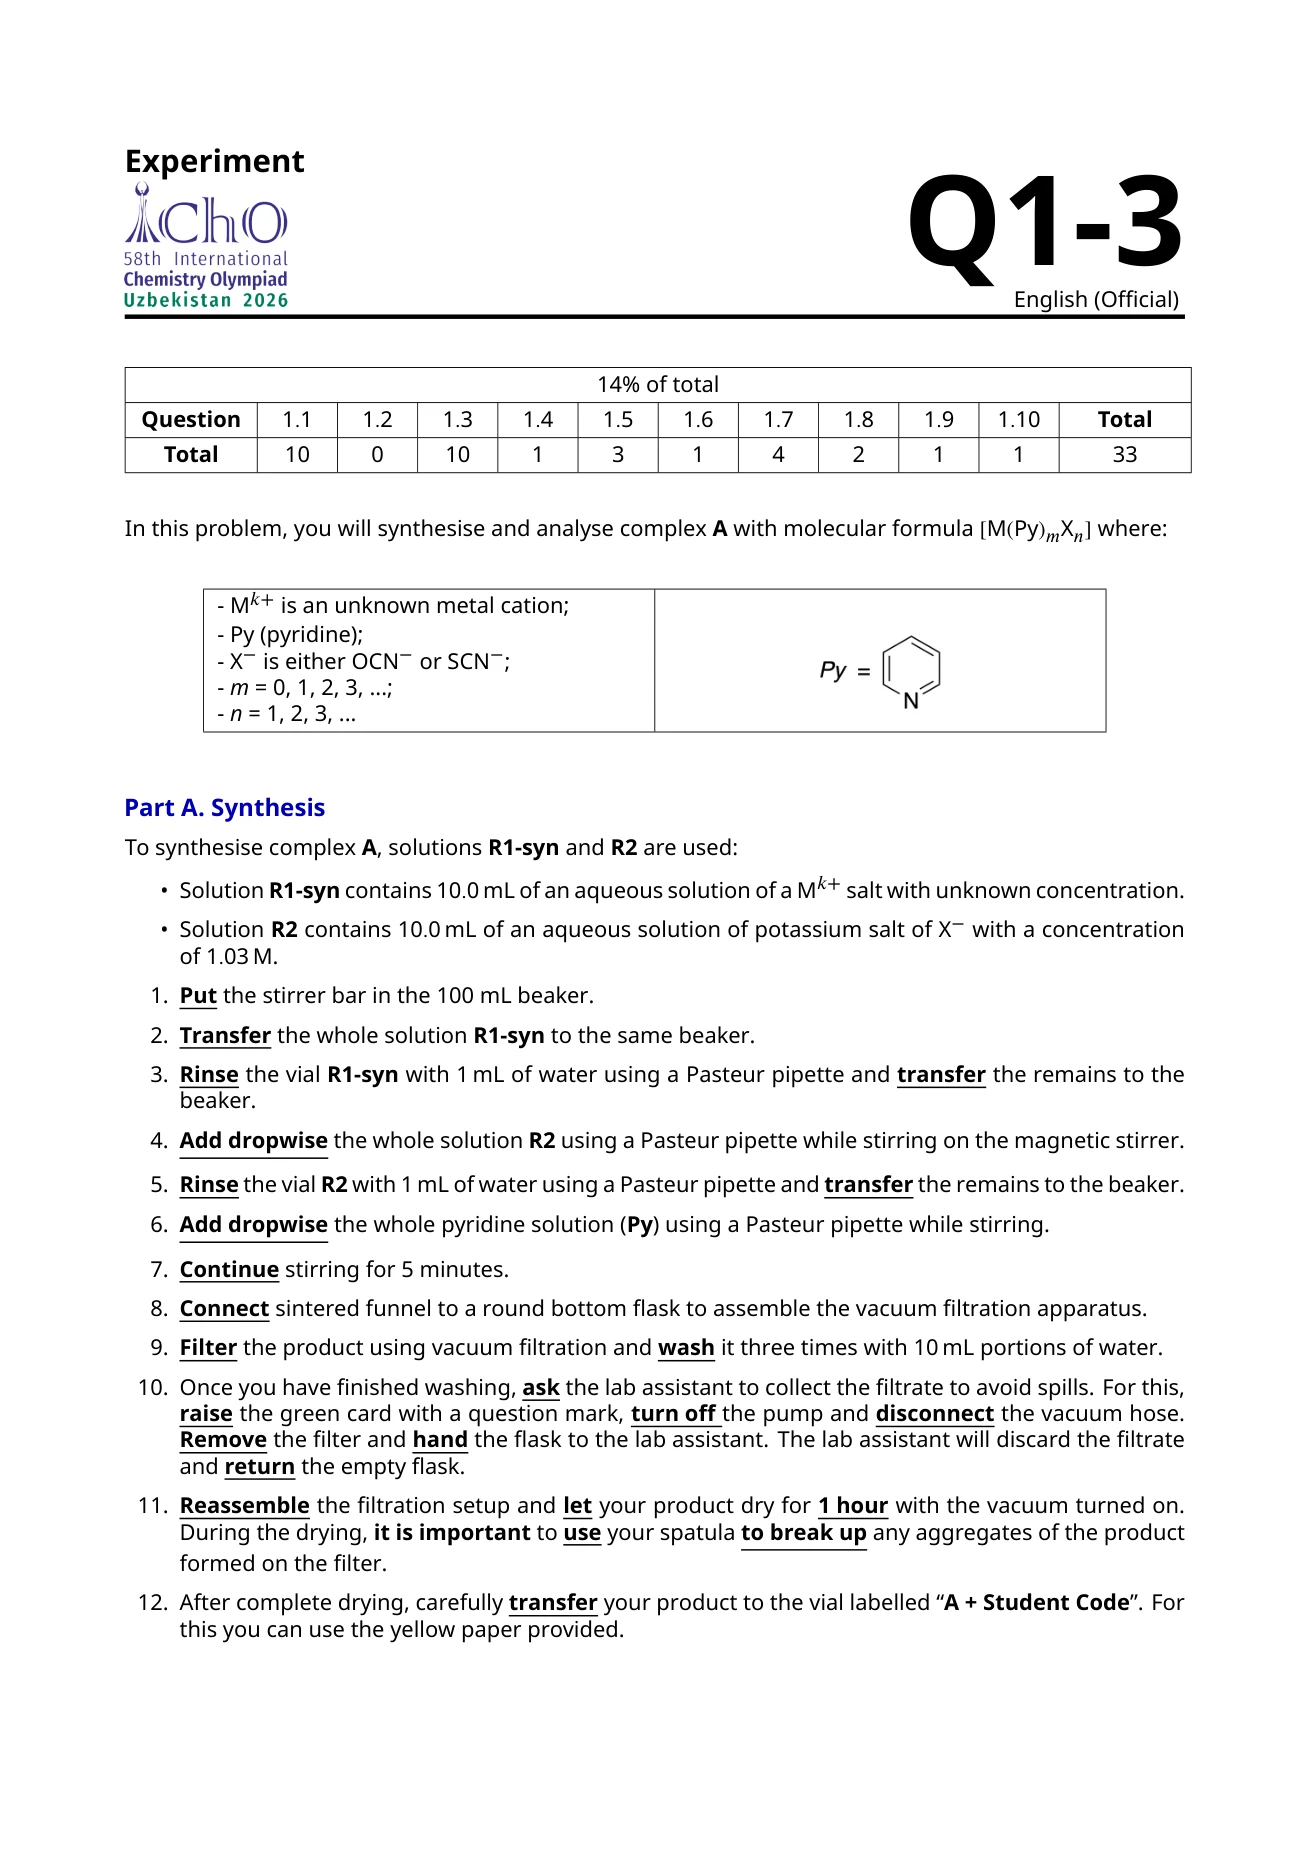 Experiment
IChO
58th International
Chemistry Olympiad
Uzbekistan 2026
Q1-3
English (Official)
14% of total
Question 1.1 1.2 1.3 1.4 1.5 1.6 1.7 1.8 1.9 1.10 Total
Total 10 0 10 1 3 1 4 2 1 1 33
In this problem, you will synthesise and analyse complex A with molecular formula [M(Py)ₘXₙ] where:
- Mᵏ⁺ is an unknown metal cation;
- Py (pyridine);
- X⁻ is either OCN⁻ or SCN⁻;
- m = 0, 1, 2, 3, ...;
- n = 1, 2, 3, ...
Py =
N
Part A. Synthesis
To synthesise complex A, solutions R1-syn and R2 are used:
• Solution R1-syn contains 10.0 mL of an aqueous solution of a Mᵏ⁺ salt with unknown concentration.
• Solution R2 contains 10.0 mL of an aqueous solution of potassium salt of X⁻ with a concentration
of 1.03 M.
1. Put the stirrer bar in the 100 mL beaker.
2. Transfer the whole solution R1-syn to the same beaker.
3. Rinse the vial R1-syn with 1 mL of water using a Pasteur pipette and transfer the remains to the
beaker.
4. Add dropwise the whole solution R2 using a Pasteur pipette while stirring on the magnetic stirrer.
5. Rinse the vial R2 with 1 mL of water using a Pasteur pipette and transfer the remains to the beaker.
6. Add dropwise the whole pyridine solution (Py) using a Pasteur pipette while stirring.
7. Continue stirring for 5 minutes.
8. Connect sintered funnel to a round bottom flask to assemble the vacuum filtration apparatus.
9. Filter the product using vacuum filtration and wash it three times with 10 mL portions of water.
10. Once you have finished washing, ask the lab assistant to collect the filtrate to avoid spills. For this,
raise the green card with a question mark, turn off the pump and disconnect the vacuum hose.
Remove the filter and hand the flask to the lab assistant. The lab assistant will discard the filtrate
and return the empty flask.
11. Reassemble the filtration setup and let your product dry for 1 hour with the vacuum turned on.
During the drying, it is important to use your spatula to break up any aggregates of the product
formed on the filter.
12. After complete drying, carefully transfer your product to the vial labelled “A + Student Code”. For
this you can use the yellow paper provided.